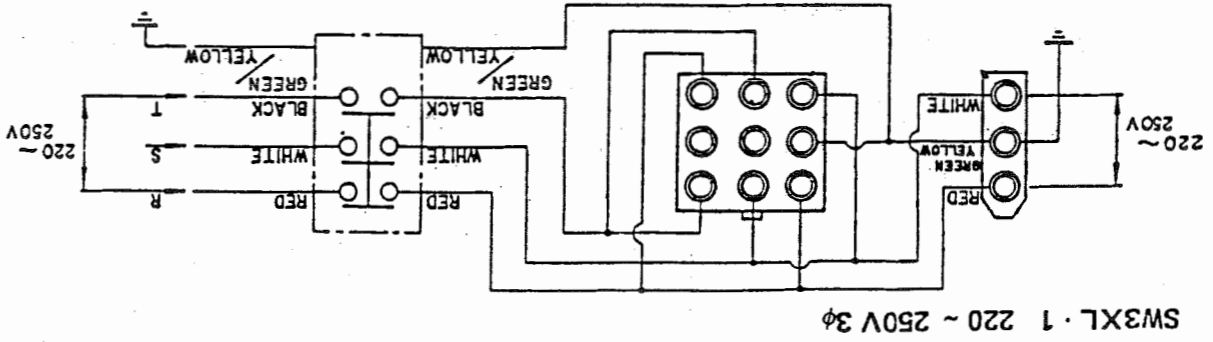 SW3XL · 1 220 ~ 250V 3φ
RED
RED
RED
R
220 ~
250V
GREEN
YELLOW
WHITE
WHITE
S
220 ~
250V
WHITE
BLACK
BLACK
T
GREEN
/
YELLOW
GREEN
/
YELLOW